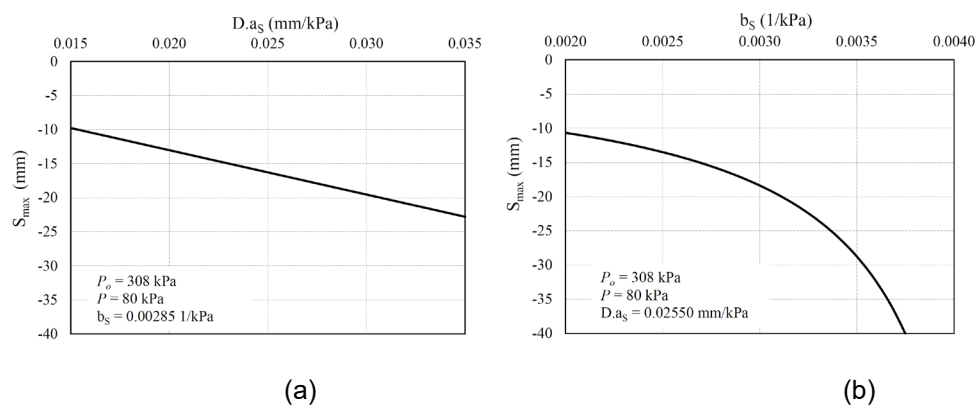 D.a_S (mm/kPa)
0.015 0.020 0.025 0.030 0.035
0
-5
-10
-15
-20
-25
-30
-35
-40
S_max (mm)
P_o = 308 kPa
P = 80 kPa
b_S = 0.00285 1/kPa
(a)
b_S (1/kPa)
0.0020 0.0025 0.0030 0.0035 0.0040
0
-5
-10
-15
-20
-25
-30
-35
-40
S_max (mm)
P_o = 308 kPa
P = 80 kPa
D.a_S = 0.02550 mm/kPa
(b)